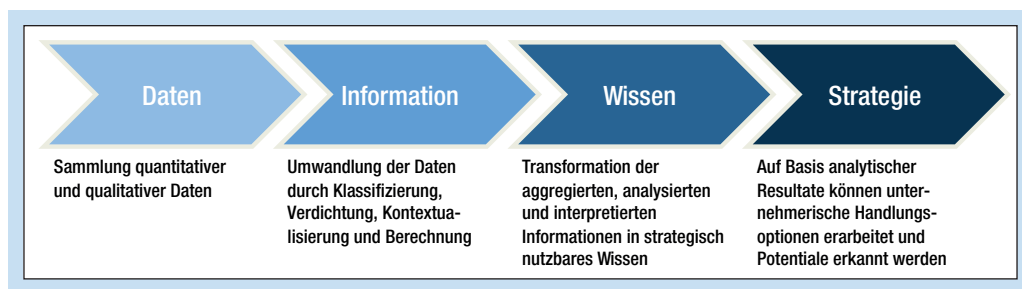 Daten
Sammlung quantitativer
und qualitativer Daten
Information
Umwandlung der Daten
durch Klassifizierung,
Verdichtung, Kontextua-
lisierung und Berechnung
Wissen
Transformation der
aggregierten, analysierten
und interpretierten
Informationen in strategisch
nutzbares Wissen
Strategie
Auf Basis analytischer
Resultate können unter-
nehmerische Handlungs-
optionen erarbeitet und
Potentiale erkannt werden